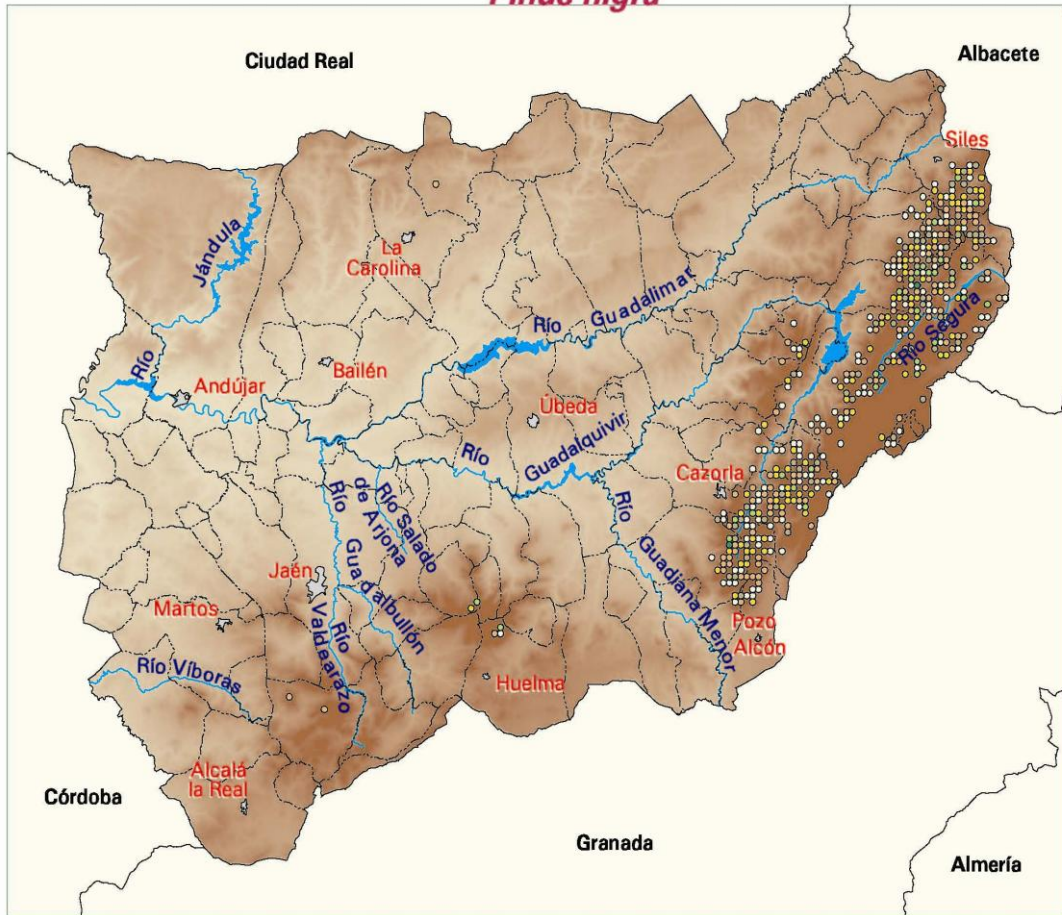 Pinus nigra
Ciudad Real
Albacete
Siles
Jándula
La
Carolina
Río
Guadalimar
Río Segura
Río
Andújar
Bailén
Úbeda
Río
Guadalquivir
Cazorla
Río
Guadalbullón
Río Salado
de Arjona
Río
Guadiana Menor
Jaén
Martos
Río
Valdearazo
Pozo
Alcón
Río Víboras
Huelma
Alcalá
la Real
Córdoba
Granada
Almería